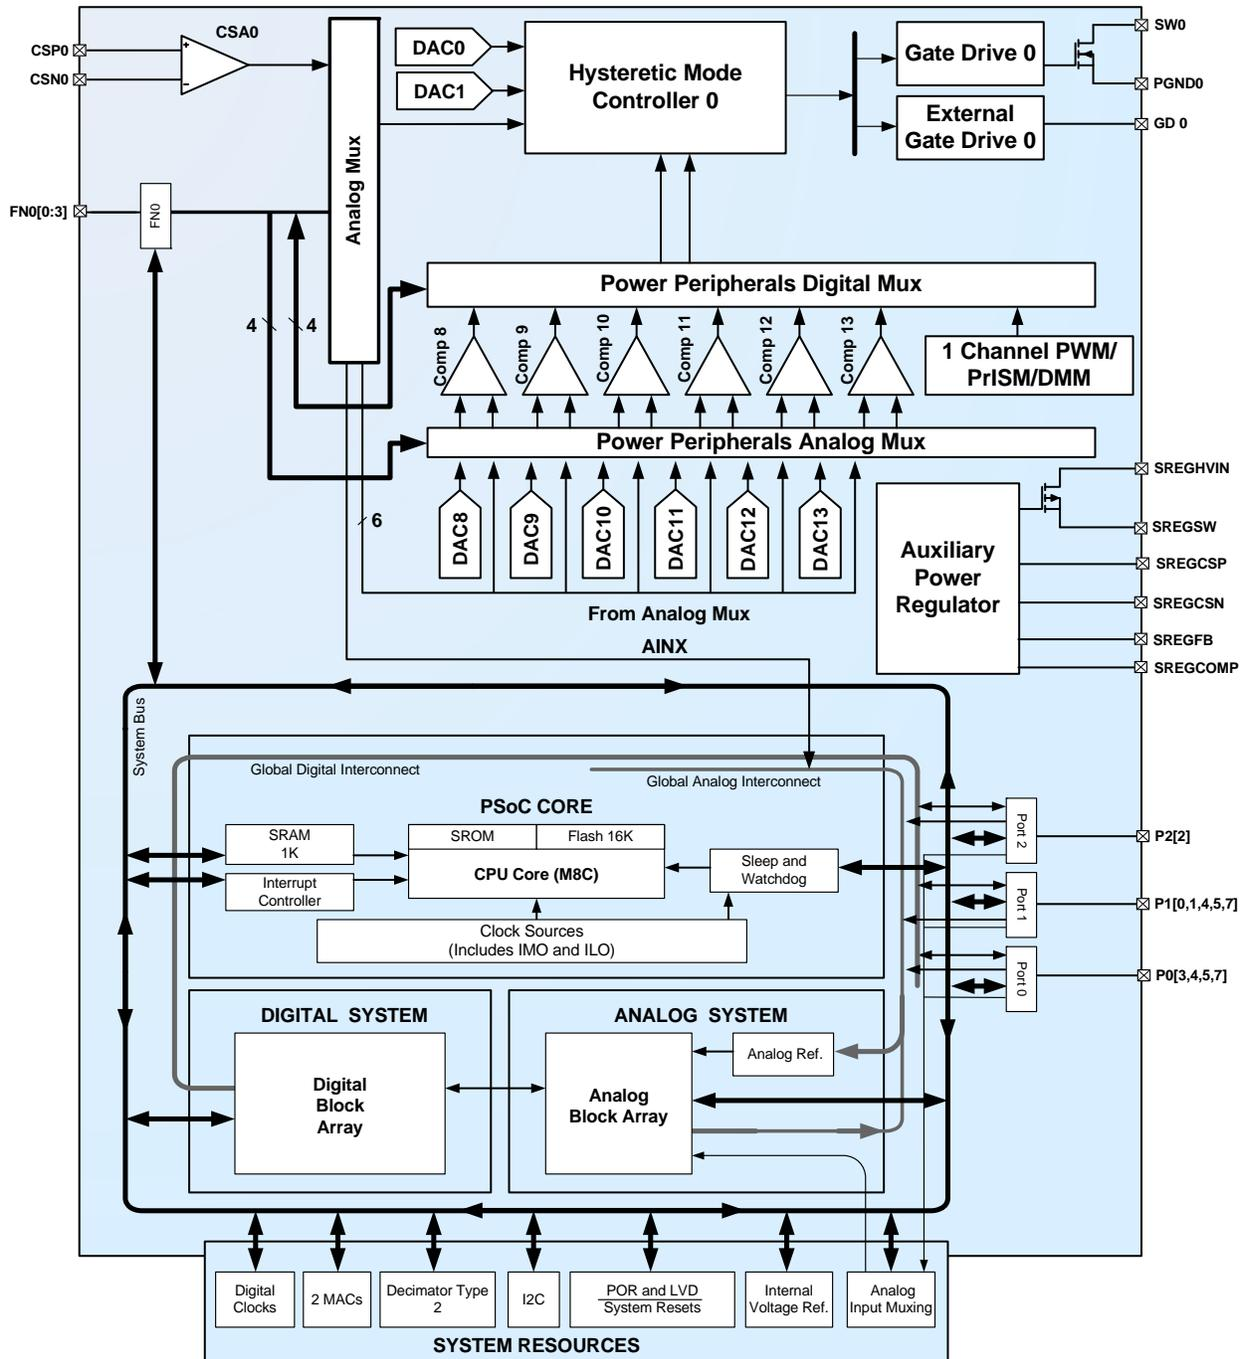 CSP0
CSN0
CSA0
Analog Mux
DAC0
DAC1
Hysteretic Mode
Controller 0
Gate Drive 0
External
Gate Drive 0
SW0
PGND0
GD 0
FN0[0:3]
FN0
4
4
Power Peripherals Digital Mux
Comp 8
Comp 9
Comp 10
Comp 11
Comp 12
Comp 13
1 Channel PWM/
PrISM/DMM
Power Peripherals Analog Mux
6
DAC8
DAC9
DAC10
DAC11
DAC12
DAC13
From Analog Mux
AINX
Auxiliary
Power
Regulator
SREGHVIN
SREGSW
SREGCSP
SREGCSN
SREGFB
SREGCOMP
System Bus
Global Digital Interconnect
Global Analog Interconnect
PSoC CORE
SRAM
1K
Interrupt
Controller
SROM
Flash 16K
CPU Core (M8C)
Sleep and
Watchdog
Clock Sources
(Includes IMO and ILO)
Port 2
Port 1
Port 0
P2[2]
P1[0,1,4,5,7]
P0[3,4,5,7]
DIGITAL SYSTEM
Digital
Block
Array
ANALOG SYSTEM
Analog
Block Array
Analog Ref.
Digital
Clocks
2 MACs
Decimator Type
2
I2C
POR and LVD
System Resets
Internal
Voltage Ref.
Analog
Input Muxing
SYSTEM RESOURCES